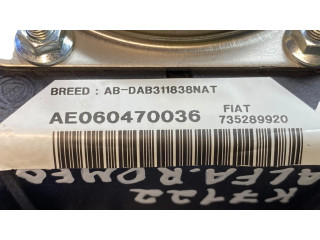 BREED : AB-DAB311838NAT
AE060470036
FIAT
735289920
K7122
ALFA.ROMEO